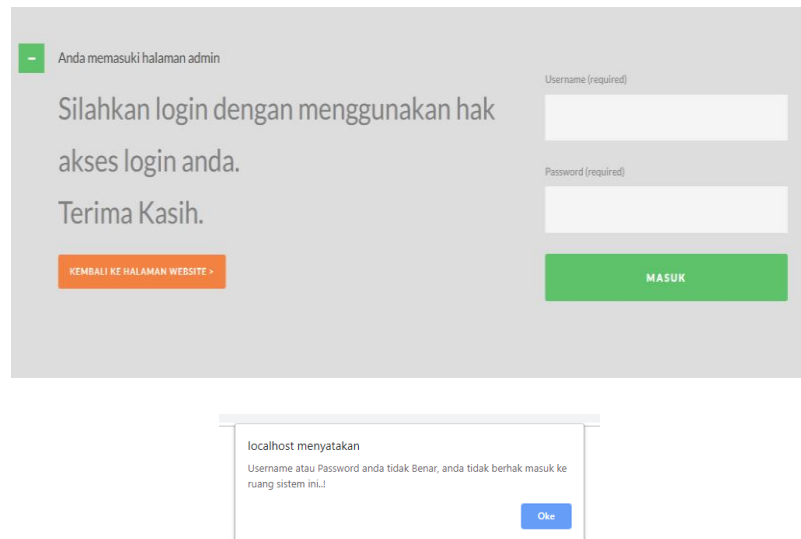 Anda memasuki halaman admin
Silahkan login dengan menggunakan hak
akses login anda.
Terima Kasih.
KEMBALI KE HALAMAN WEBSITE >
Username (required)
Password (required)
MASUK
localhost menyatakan
Username atau Password anda tidak Benar, anda tidak berhak masuk ke
ruang sistem ini..!
Oke